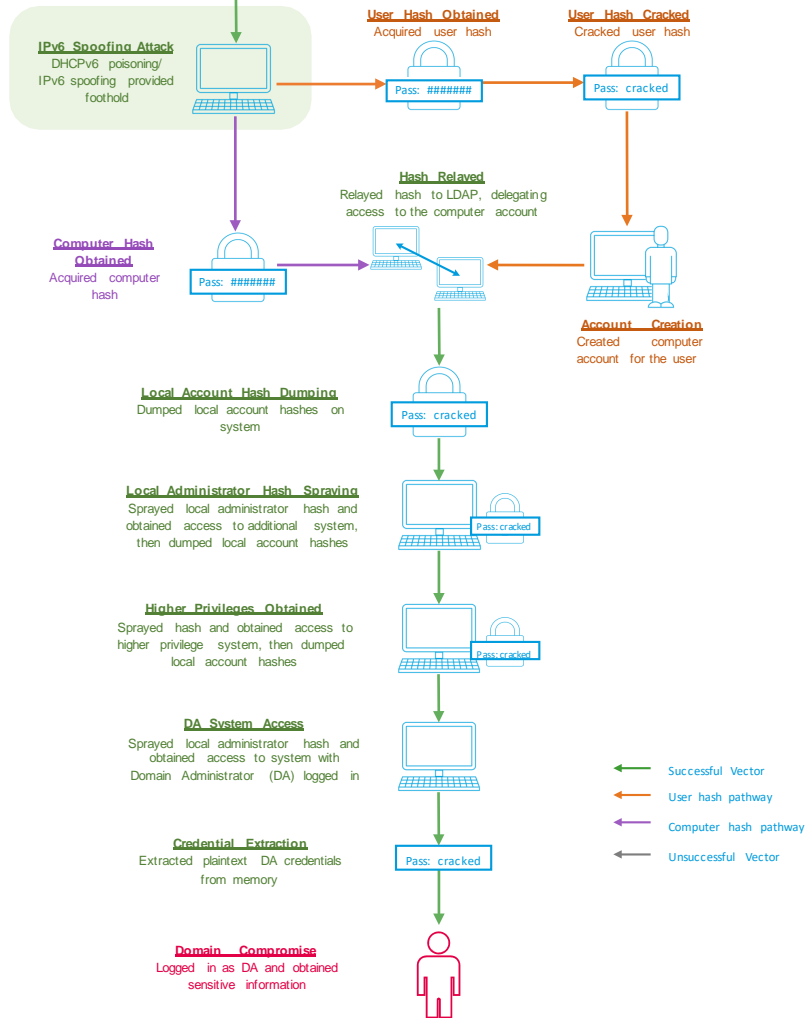 IPv6 Spoofing Attack
DHCPv6 poisoning/
IPv6 spoofing provided
foothold
User Hash Obtained
Acquired user hash
Pass: #######
User Hash Cracked
Cracked user hash
Pass: cracked
Hash Relayed
Relayed hash to LDAP, delegating
access to the computer account
Computer Hash
Obtained
Acquired computer
hash
Pass: #######
Account Creation
Created computer
account for the user
Local Account Hash Dumping
Dumped local account hashes on
system
Pass: cracked
Local Administrator Hash Spraying
Sprayed local administrator hash and
obtained access to additional system,
then dumped local account hashes
Pass: cracked
Higher Privileges Obtained
Sprayed hash and obtained access to
higher privilege system, then dumped
local account hashes
Pass: cracked
DA System Access
Sprayed local administrator hash and
obtained access to system with
Domain Administrator (DA) logged in
Successful Vector
User hash pathway
Computer hash pathway
Unsuccessful Vector
Credential Extraction
Extracted plaintext DA credentials
from memory
Pass: cracked
Domain Compromise
Logged in as DA and obtained
sensitive information